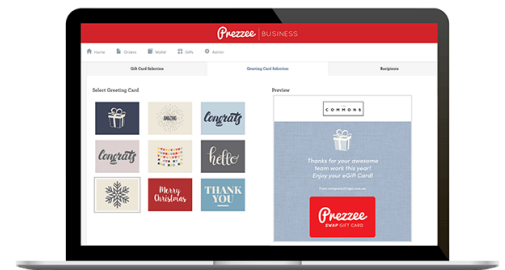 Prezzee BUSINESS
Home Orders Wallet Gifts Admin
Gift Card Selection Greeting Card Selection Recipients
Select Greeting Card
Preview
AMAZING
Congrats
Congrats
hello
Merry Christmas
THANK YOU
COMMONS
Thanks for your awesome
team work this year!
Enjoy your eGift Card!
Prezzee
SWAP GIFT CARD